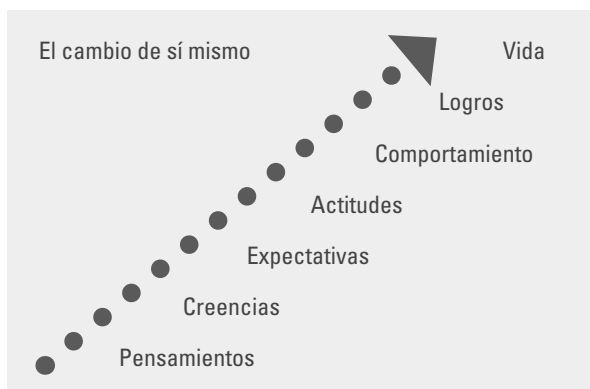 El cambio de sí mismo
Vida
Logros
Comportamiento
Actitudes
Expectativas
Creencias
Pensamientos